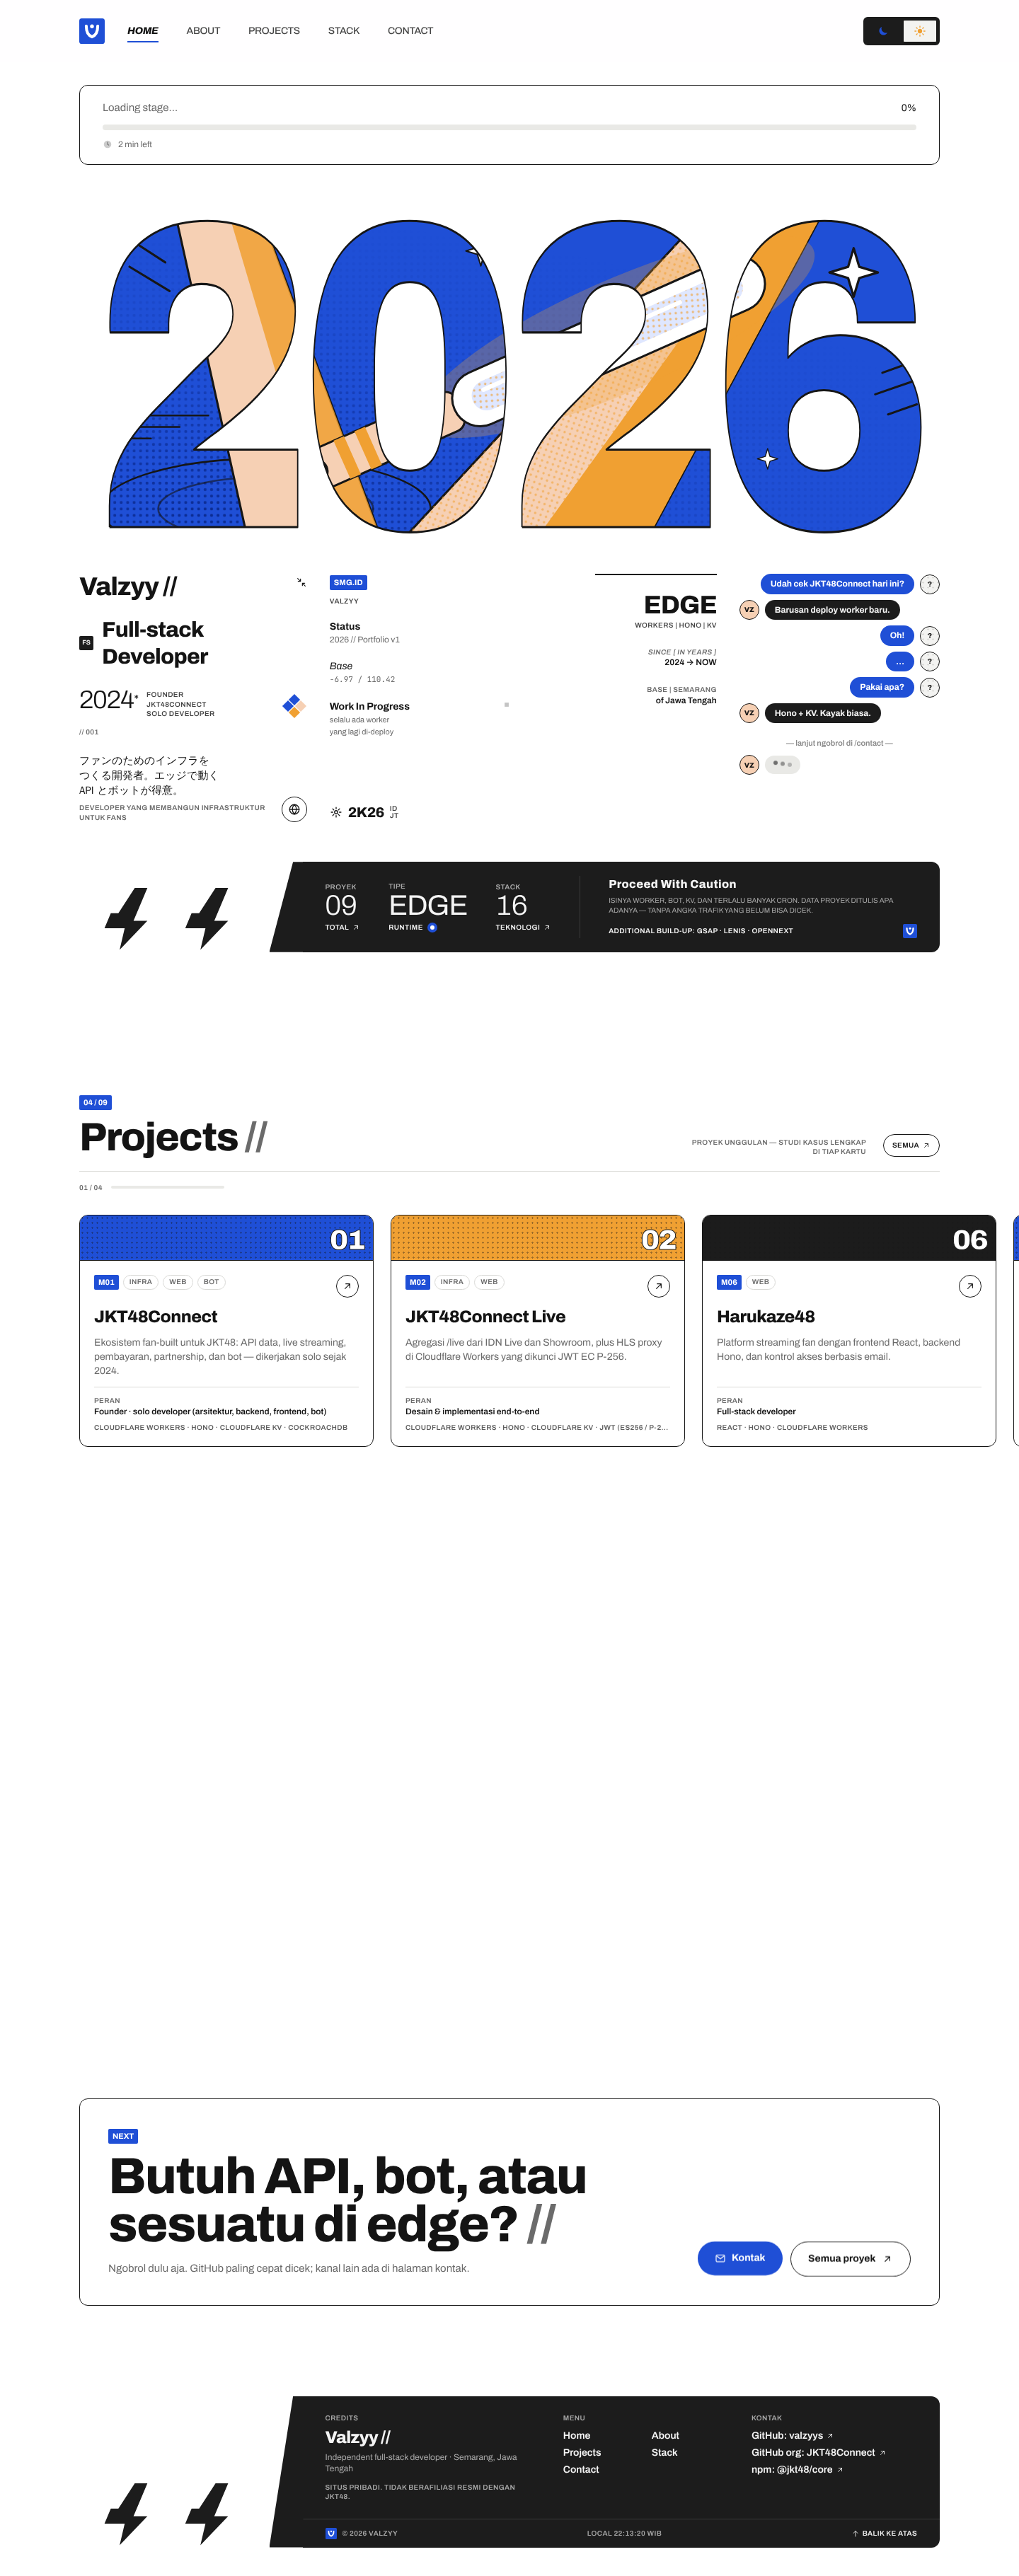 HOME ABOUT PROJECTS STACK CONTACT
Loading stage... 0%
2 min left
2026
Valzyy //
FS
Full-stack
Developer
2024*
FOUNDER
JKT48CONNECT
SOLO DEVELOPER
// 001
ファンのためのインフラを
つくる開発者。エッジで動く
API とボットが得意。
DEVELOPER YANG MEMBANGUN INFRASTRUKTUR
UNTUK FANS
SMG.ID
VALZYY
Status
2026 // Portfolio v1
Base
-6.97 / 110.42
Work In Progress
selalu ada worker
yang lagi di-deploy
2K26 ID
JT
EDGE
WORKERS | HONO | KV
SINCE [ IN YEARS ]
2024 → NOW
BASE | SEMARANG
of Jawa Tengah
Udah cek JKT48Connect hari ini? ?
VZ Barusan deploy worker baru.
Oh! ?
... ?
Pakai apa? ?
VZ Hono + KV. Kayak biasa.
— lanjut ngobrol di /contact —
VZ
PROYEK
09
TOTAL ↗
TIPE
EDGE
RUNTIME
STACK
16
TEKNOLOGI ↗
Proceed With Caution
ISINYA WORKER, BOT, KV, DAN TERLALU BANYAK CRON. DATA PROYEK DITULIS APA
ADANYA — TANPA ANGKA TRAFIK YANG BELUM BISA DICEK.
ADDITIONAL BUILD-UP: GSAP · LENIS · OPENNEXT
04 / 09
Projects //
PROYEK UNGGULAN — STUDI KASUS LENGKAP
DI TIAP KARTU
SEMUA ↗
01 / 04
01
M01 INFRA WEB BOT
JKT48Connect
Ekosistem fan-built untuk JKT48: API data, live streaming,
pembayaran, partnership, dan bot — dikerjakan solo sejak
2024.
PERAN
Founder · solo developer (arsitektur, backend, frontend, bot)
CLOUDFLARE WORKERS · HONO · CLOUDFLARE KV · COCKROACHDB
02
M02 INFRA WEB
JKT48Connect Live
Agregasi /live dari IDN Live dan Showroom, plus HLS proxy
di Cloudflare Workers yang dikunci JWT EC P-256.
PERAN
Desain & implementasi end-to-end
CLOUDFLARE WORKERS · HONO · CLOUDFLARE KV · JWT (ES256 / P-2...
06
M06 WEB
Harukaze48
Platform streaming fan dengan frontend React, backend
Hono, dan kontrol akses berbasis email.
PERAN
Full-stack developer
REACT · HONO · CLOUDFLARE WORKERS
NEXT
Butuh API, bot, atau
sesuatu di edge? //
Ngobrol dulu aja. GitHub paling cepat dicek; kanal lain ada di halaman kontak.
Kontak
Semua proyek ↗
CREDITS
Valzyy //
Independent full-stack developer · Semarang, Jawa
Tengah
SITUS PRIBADI. TIDAK BERAFILIASI RESMI DENGAN
JKT48.
MENU
Home About
Projects Stack
Contact
KONTAK
GitHub: valzyys ↗
GitHub org: JKT48Connect ↗
npm: @jkt48/core ↗
© 2026 VALZYY
LOCAL 22:13:20 WIB
↑ BALIK KE ATAS